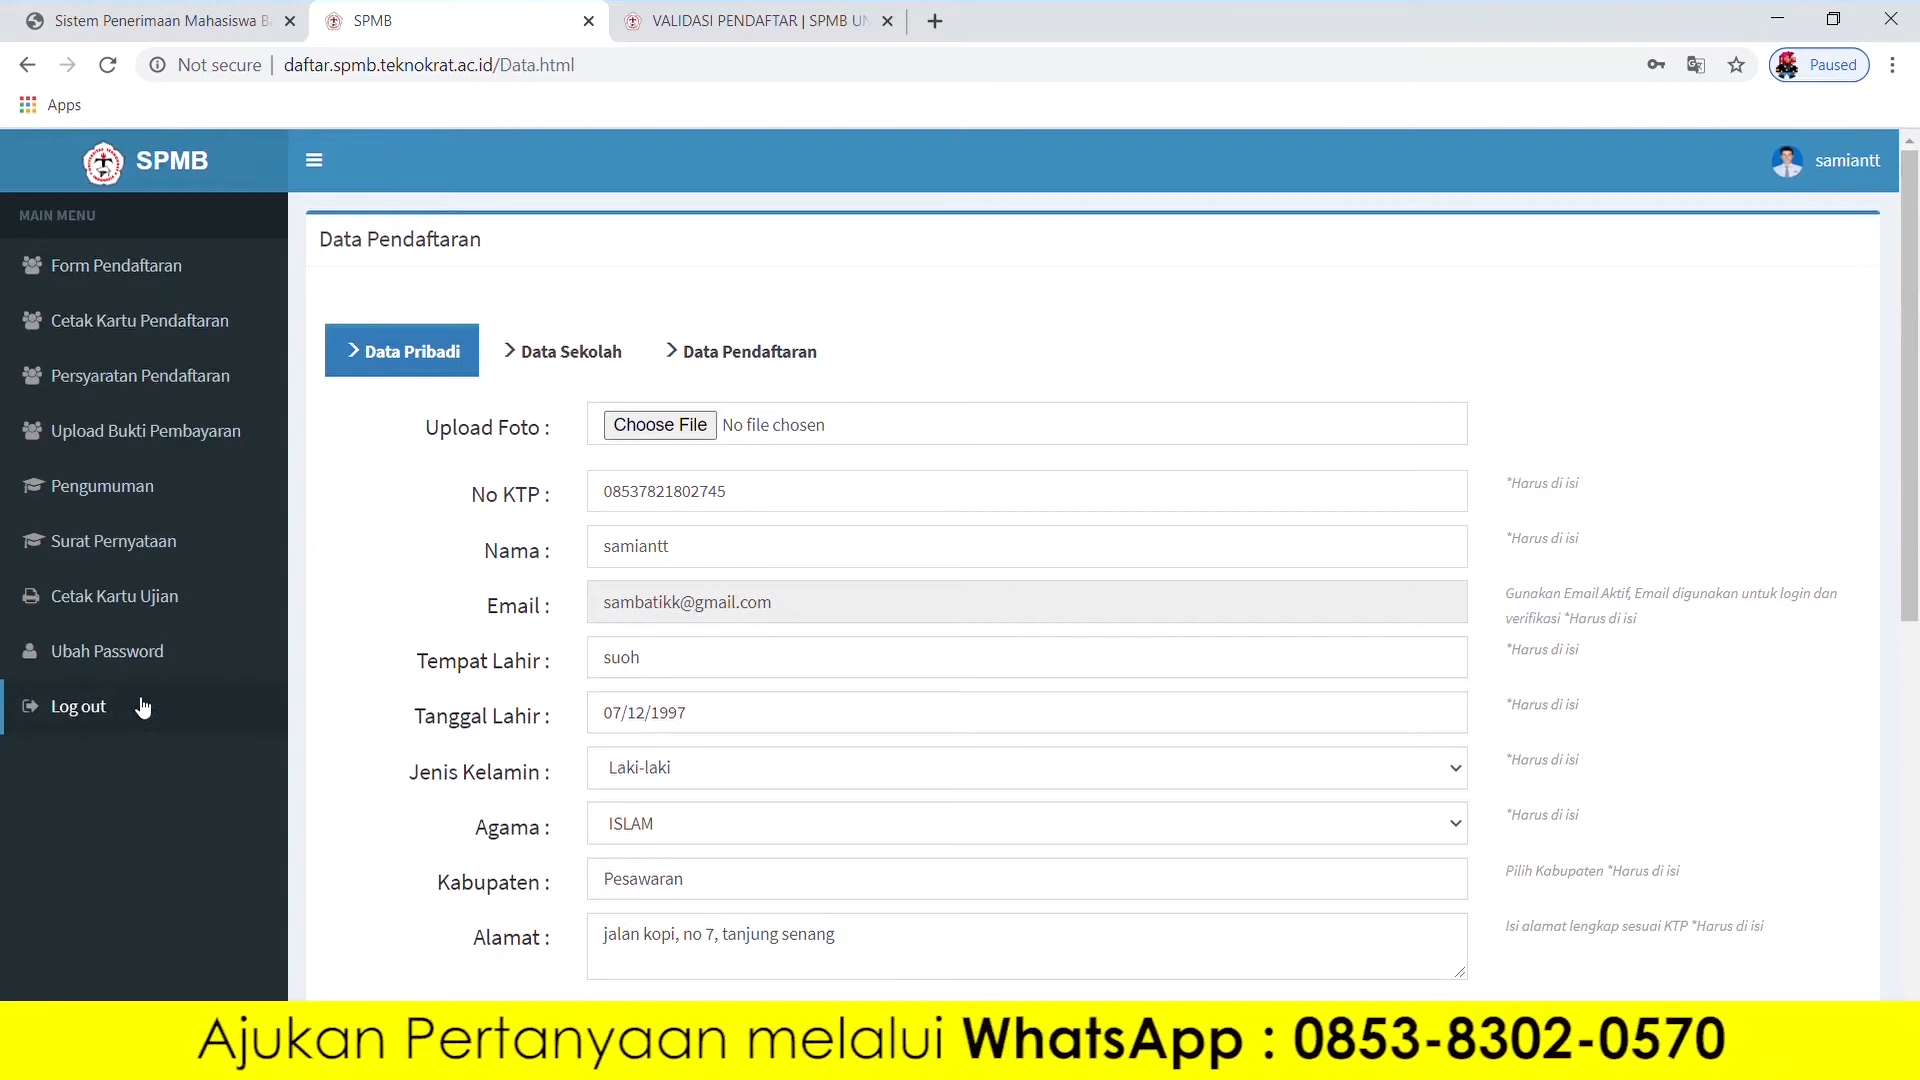 Sistem Penerimaan Mahasiswa B
SPMB
VALIDASI PENDAFTAR | SPMB UN
Not secure
daftar.spmb.teknokrat.ac.id/Data.html
Paused
Apps
SPMB
samiantt
MAIN MENU
Form Pendaftaran
Cetak Kartu Pendaftaran
Persyaratan Pendaftaran
Upload Bukti Pembayaran
Pengumuman
Surat Pernyataan
Cetak Kartu Ujian
Ubah Password
Log out
Data Pendaftaran
Data Pribadi
Data Sekolah
Data Pendaftaran
Upload Foto :
Choose File No file chosen
No KTP :
08537821802745
*Harus di isi
Nama :
samiantt
*Harus di isi
Email :
sambatikk@gmail.com
Gunakan Email Aktif, Email digunakan untuk login dan
verifikasi *Harus di isi
Tempat Lahir :
suoh
*Harus di isi
Tanggal Lahir :
07/12/1997
*Harus di isi
Jenis Kelamin :
Laki-laki
*Harus di isi
Agama :
ISLAM
*Harus di isi
Kabupaten :
Pesawaran
Pilih Kabupaten *Harus di isi
Alamat :
jalan kopi, no 7, tanjung senang
Isi alamat lengkap sesuai KTP *Harus di isi
Ajukan Pertanyaan melalui WhatsApp : 0853-8302-0570